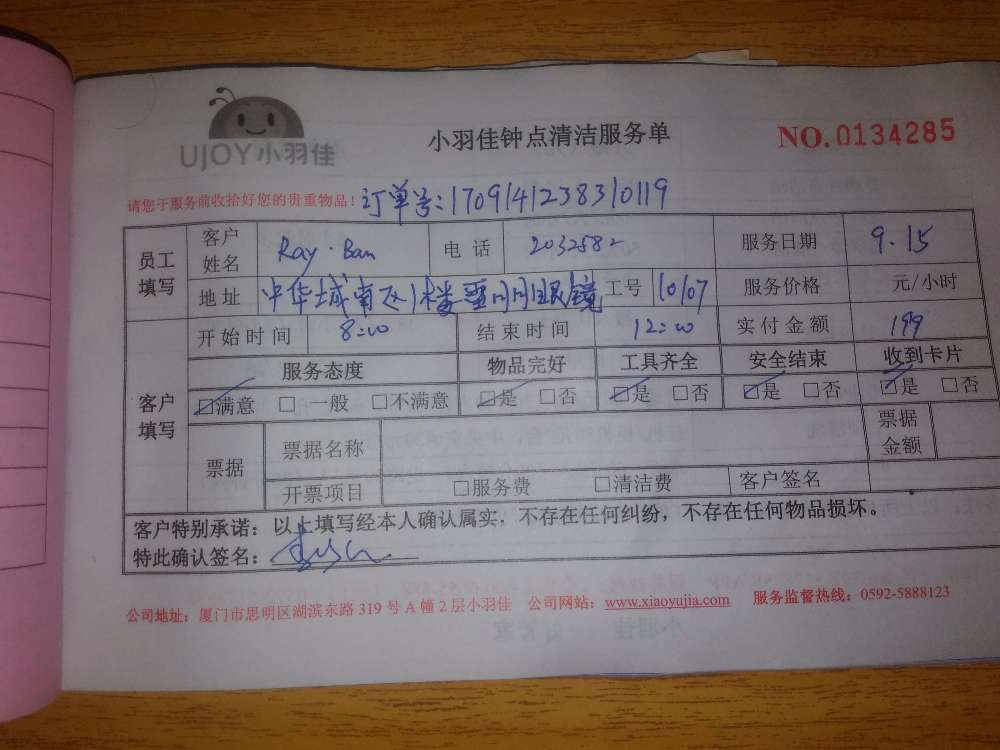 UJOY小羽佳
小羽佳钟点清洁服务单
NO.0134285
请您于服务前收拾好您的贵重物品!
订单号:170914123830119
员工填写 客户姓名 Ray·Ban 电话 2032582 服务日期 9.15
地址 中华城南区1楼 眼镜 工号 10107 服务价格 元/小时
客户填写 开始时间 8:00 结束时间 12:00 实付金额 199
服务态度 物品完好 工具齐全 安全结束 收到卡片
☑满意 □一般 □不满意 ☑是 □否 ☑是 □否 ☑是 □否 ☑是 □否
票据 票据名称 票据金额
开票项目 □服务费 □清洁费 客户签名
客户特别承诺:以上填写经本人确认属实,不存在任何纠纷,不存在任何物品损坏。
特此确认签名:
公司地址:厦门市思明区湖滨东路 319 号 A 幢 2 层小羽佳 公司网站:www.xiaoyujia.com 服务监督热线:0592-5888123